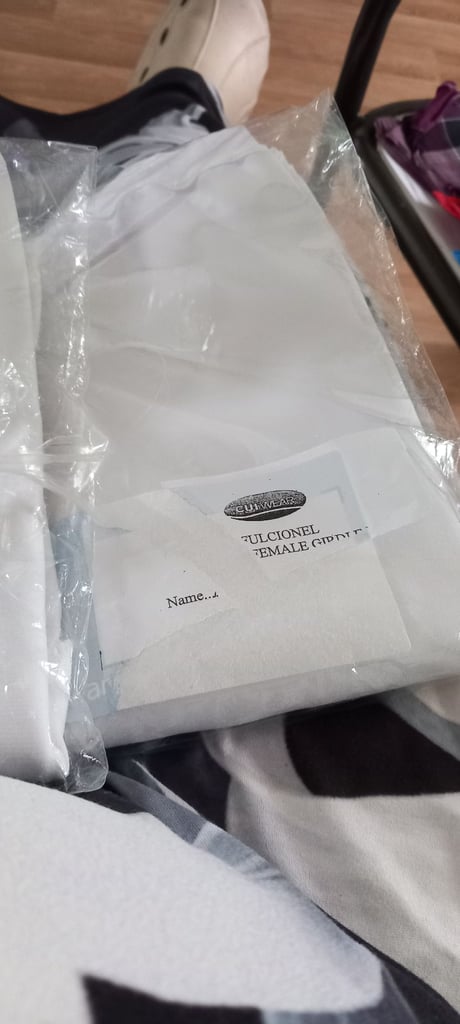 CUI WEAR
FULCIONEL
FEMALE GIRDLE
Name...